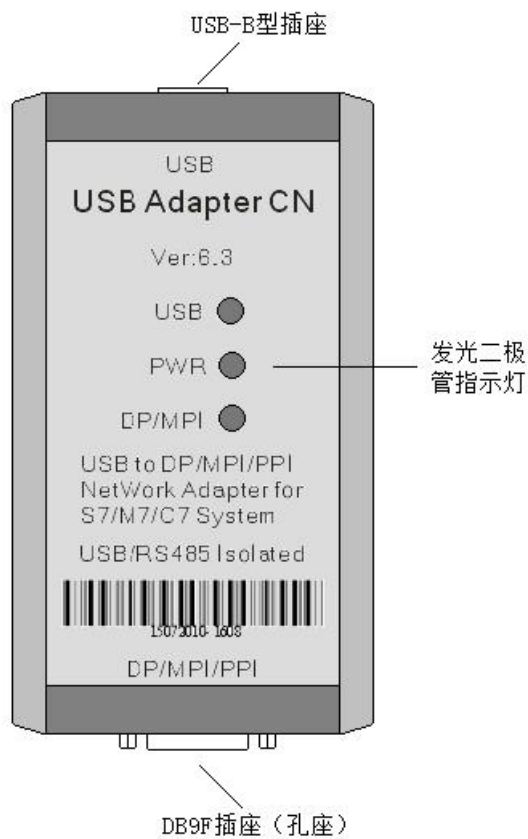 USB-B型插座
USB
USB Adapter CN
Ver:6.3
USB
PWR
发光二极
管指示灯
DP/MPI
USB to DP/MPI/PPI
NetWork Adapter for
S7/M7/C7 System
USB/RS485 Isolated
15072010-1608
DP/MPI/PPI
DB9F插座（孔座）